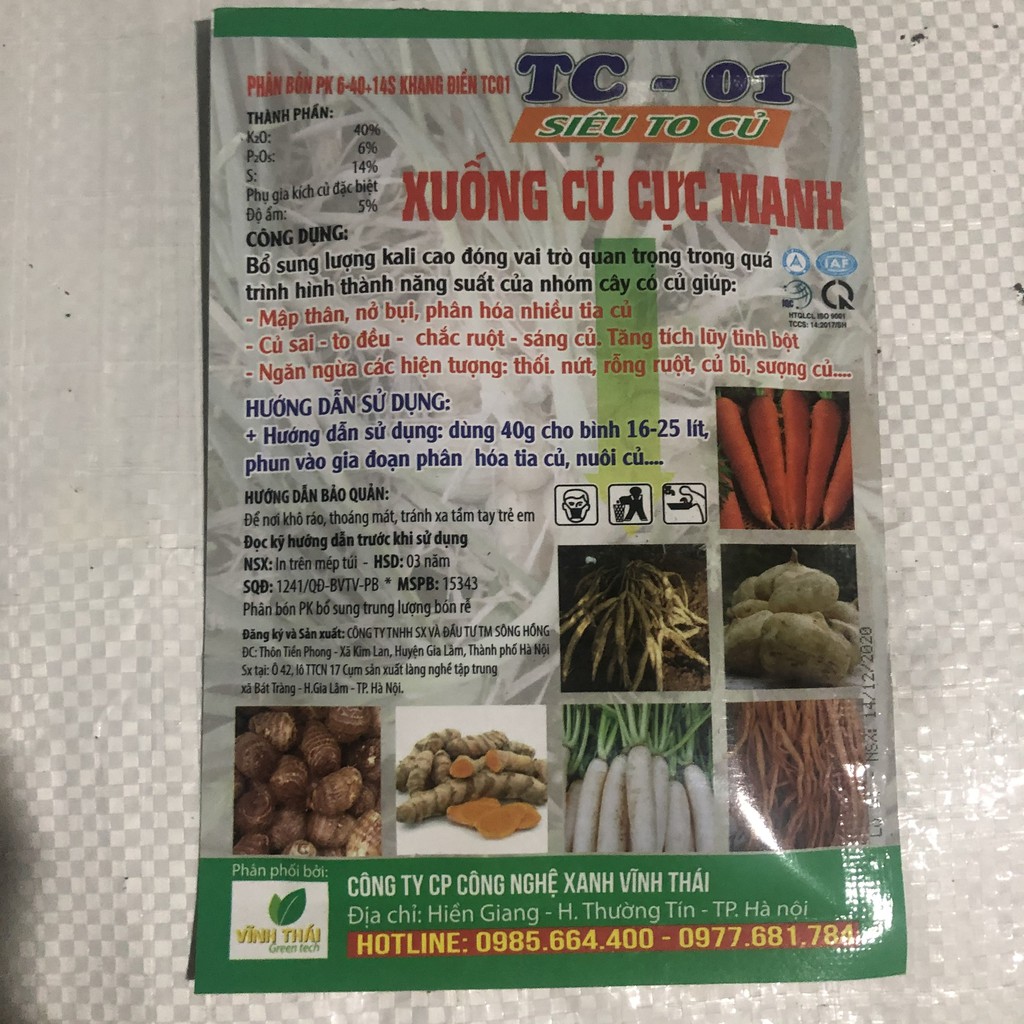 PHÂN BÓN PK 6-40+14S KHANG ĐIỀN TC01
TC - 01
SIÊU TO CỦ
THÀNH PHẦN:
K₂O: 40%
P₂O₅: 6%
S: 14%
Phụ gia kích củ đặc biệt
Độ ẩm: 5%
XUỐNG CỦ CỰC MẠNH
CÔNG DỤNG:
Bổ sung lượng kali cao đóng vai trò quan trọng trong quá
trình hình thành năng suất của nhóm cây có củ giúp:
- Mập thân, nở bụi, phân hóa nhiều tia củ
- Củ sai - to đều - chắc ruột - sáng củ. Tăng tích lũy tinh bột
- Ngăn ngừa các hiện tượng: thối. nứt, rỗng ruột, củ bi, sượng củ....
IAF
HTQLCL ISO 9001
TCCS: 14:2017/SH
HƯỚNG DẪN SỬ DỤNG:
+ Hướng dẫn sử dụng: dùng 40g cho bình 16-25 lít,
phun vào gia đoạn phân hóa tia củ, nuôi củ....
HƯỚNG DẪN BẢO QUẢN:
Để nơi khô ráo, thoáng mát, tránh xa tầm tay trẻ em
Đọc kỹ hướng dẫn trước khi sử dụng
NSX: In trên mép túi - HSD: 03 năm
SQĐ: 1241/QĐ-BVTV-PB * MSPB: 15343
Phân bón PK bổ sung trung lượng bón rễ
Đăng ký và Sản xuất: CÔNG TY TNHH SX VÀ ĐẦU TƯ TM SÔNG HỒNG
ĐC: Thôn Tiền Phong - Xã Kim Lan, Huyện Gia Lâm, Thành phố Hà Nội
Sx tại: Ô 42, lô TTCN 17 Cụm sản xuất làng nghề tập trung
xã Bát Tràng - H.Gia Lâm - TP. Hà Nội.
NSX: 14/12/2020
Phân phối bởi:
VĨNH THÁI
Green tech
CÔNG TY CP CÔNG NGHỆ XANH VĨNH THÁI
Địa chỉ: Hiền Giang - H. Thường Tín - TP. Hà nội
HOTLINE: 0985.664.400 - 0977.681.784